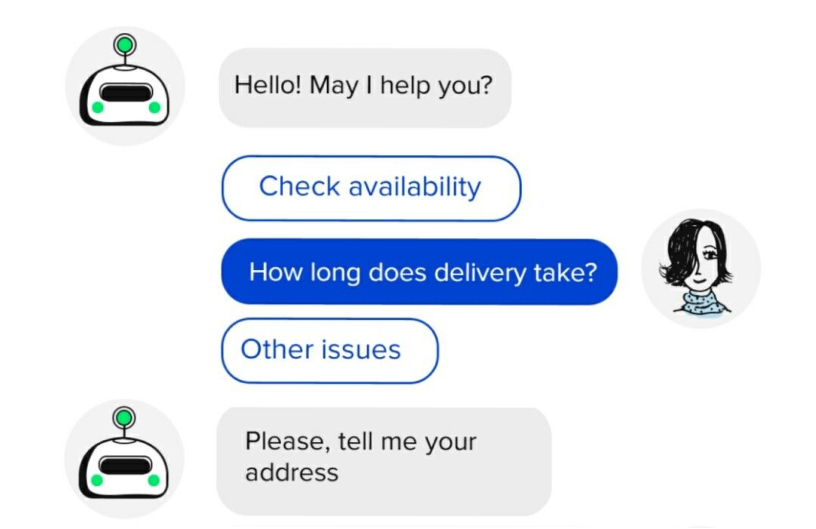 Hello! May I help you?
Check availability
How long does delivery take?
Other issues
Please, tell me your
address